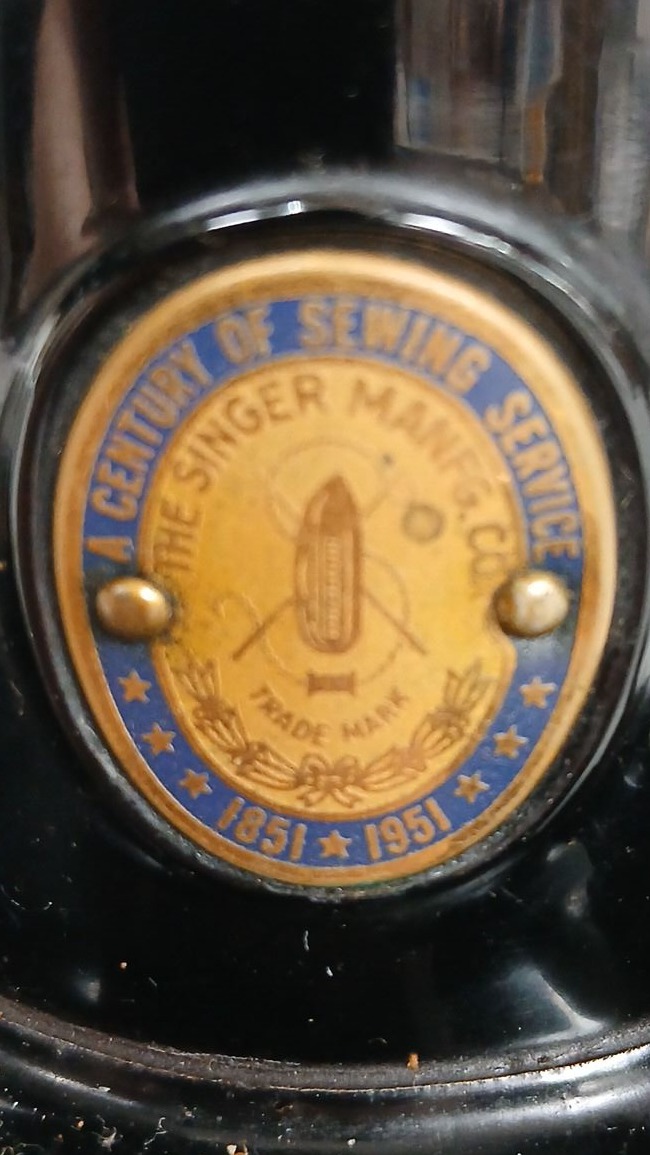 A CENTURY OF SEWING SERVICE
THE SINGER MANFG. CO.
TRADE MARK
1851 ★ 1951